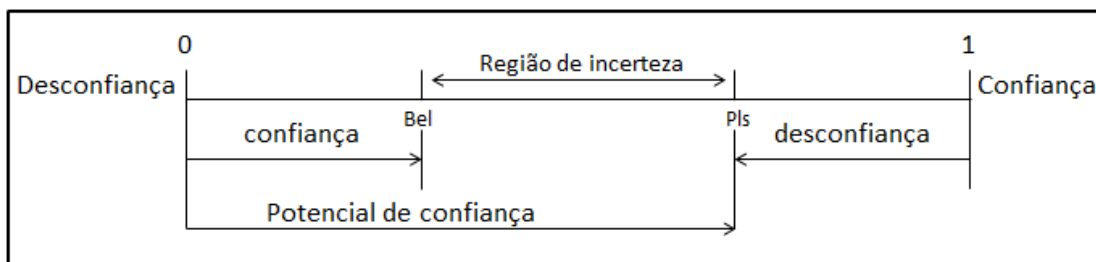 0 1
Região de incerteza
Desconfiança Confiança
Bel Pls
confiança desconfiança
Potencial de confiança